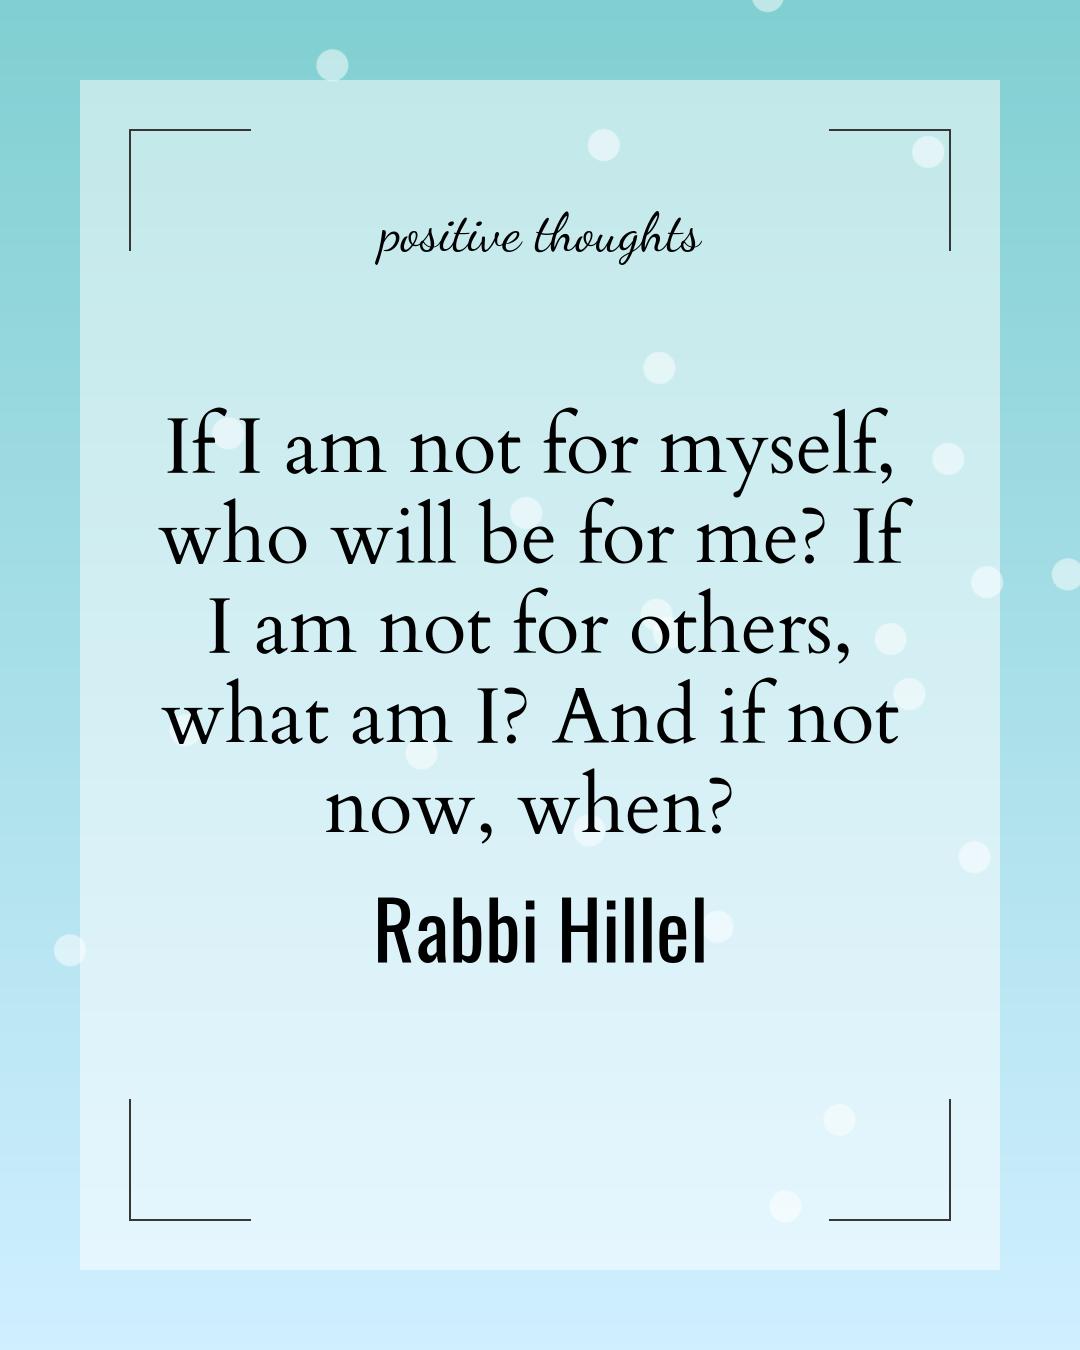 positive thoughts
If I am not for myself,
who will be for me? If
I am not for others,
what am I? And if not
now, when?
Rabbi Hillel